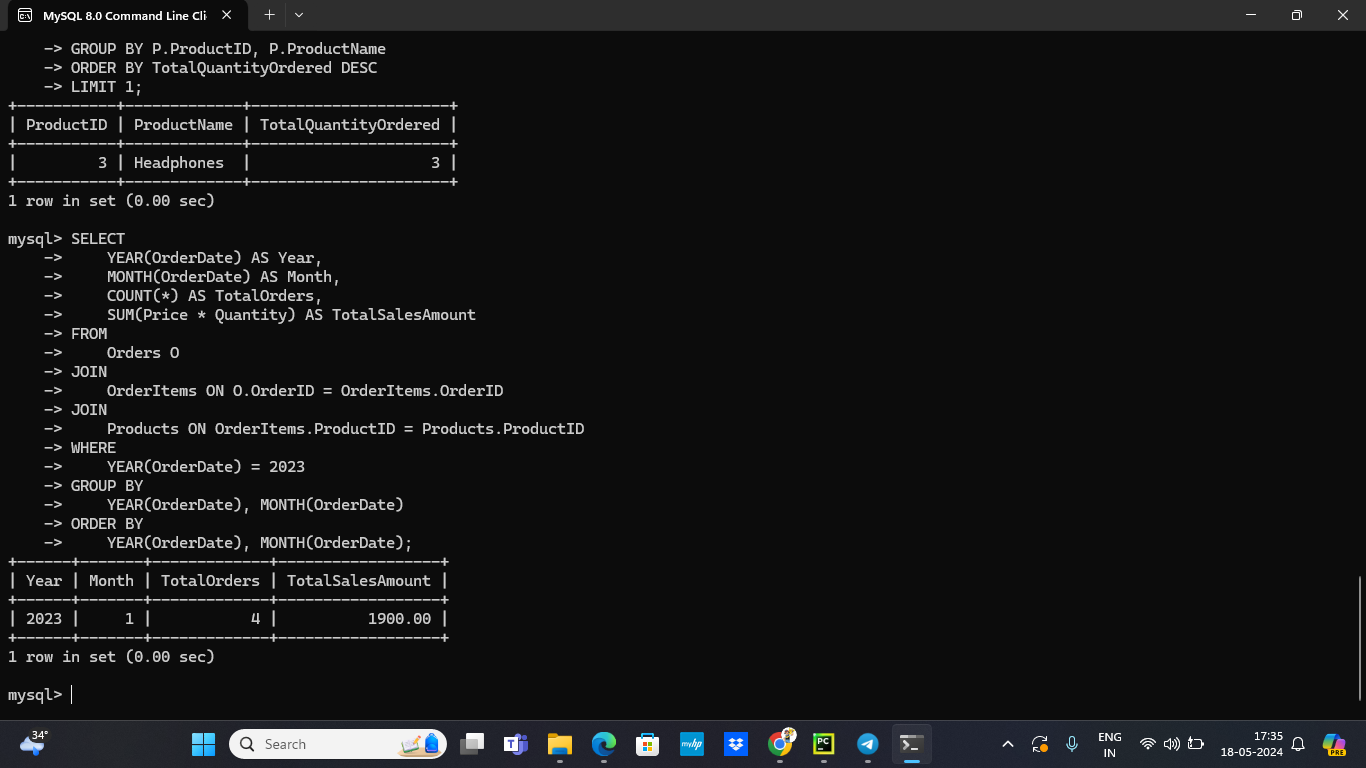 MySQL 8.0 Command Line Cli
    -> GROUP BY P.ProductID, P.ProductName
    -> ORDER BY TotalQuantityOrdered DESC
    -> LIMIT 1;
+-----------+-------------+----------------------+
| ProductID | ProductName | TotalQuantityOrdered |
+-----------+-------------+----------------------+
|         3 | Headphones  |                    3 |
+-----------+-------------+----------------------+
1 row in set (0.00 sec)
mysql> SELECT
    ->     YEAR(OrderDate) AS Year,
    ->     MONTH(OrderDate) AS Month,
    ->     COUNT(*) AS TotalOrders,
    ->     SUM(Price * Quantity) AS TotalSalesAmount
    -> FROM
    ->     Orders O
    -> JOIN
    ->     OrderItems ON O.OrderID = OrderItems.OrderID
    -> JOIN
    ->     Products ON OrderItems.ProductID = Products.ProductID
    -> WHERE
    ->     YEAR(OrderDate) = 2023
    -> GROUP BY
    ->     YEAR(OrderDate), MONTH(OrderDate)
    -> ORDER BY
    ->     YEAR(OrderDate), MONTH(OrderDate);
+------+-------+-------------+------------------+
| Year | Month | TotalOrders | TotalSalesAmount |
+------+-------+-------------+------------------+
| 2023 |     1 |           4 |          1900.00 |
+------+-------+-------------+------------------+
1 row in set (0.00 sec)
mysql>
34°
Search
myhp
PC
ENG
IN
17:35
18-05-2024
PRE